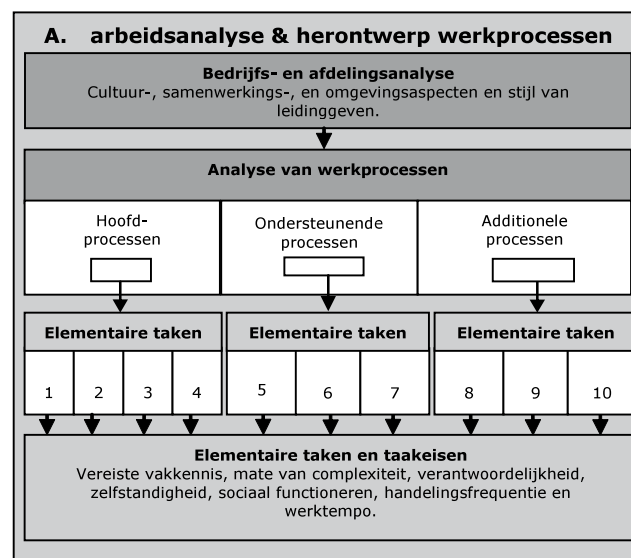 A. arbeidsanalyse & herontwerp werkprocessen
Bedrijfs- en afdelingsanalyse
Cultuur-, samenwerkings-, en omgevingsaspecten en stijl van
leidinggeven.
Analyse van werkprocessen
Hoofd-
processen
Ondersteunende
processen
Additionele
processen
Elementaire taken
Elementaire taken
Elementaire taken
1 2 3 4 5 6 7 8 9 10
Elementaire taken en taakeisen
Vereiste vakkennis, mate van complexiteit, verantwoordelijkheid,
zelfstandigheid, sociaal functioneren, handelingsfrequentie en
werktempo.